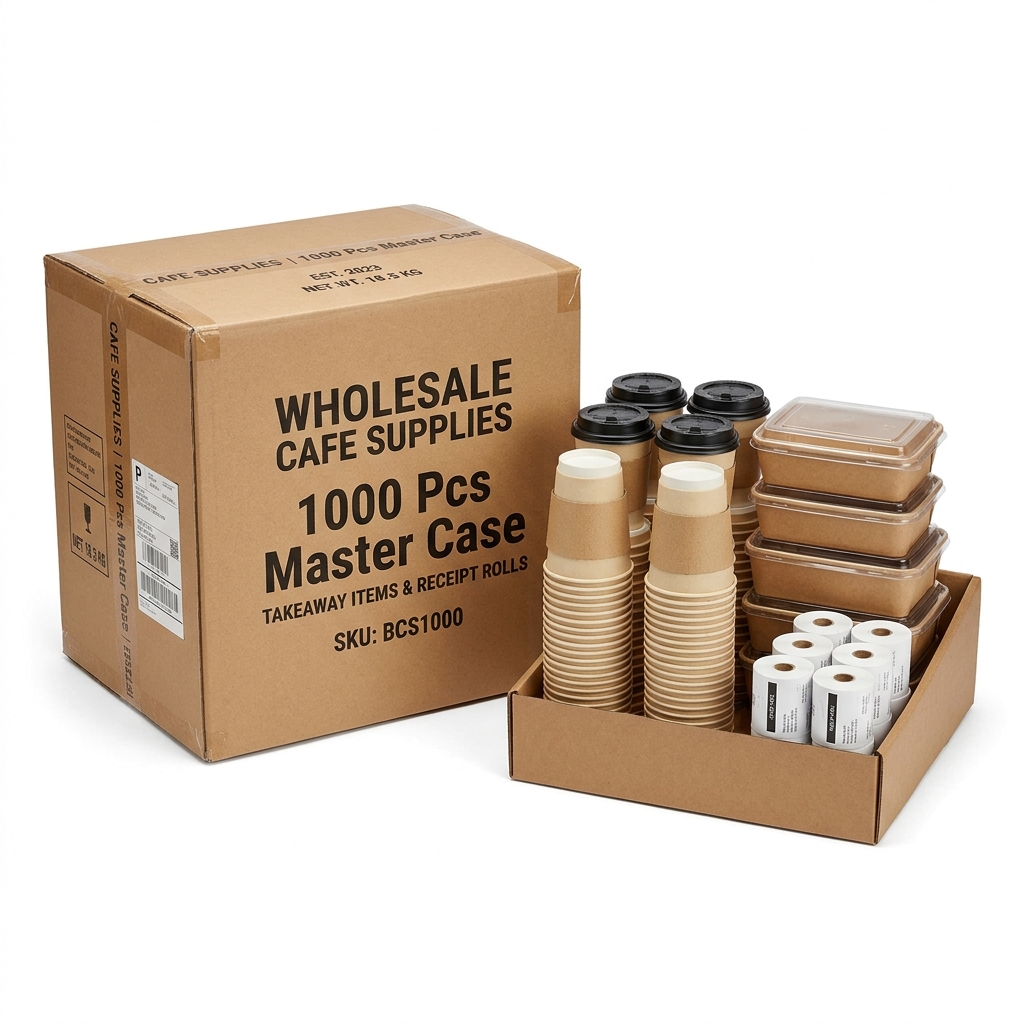 CAFE SUPPLIES | 1000 Pcs Master Case
EST. 2023
NET WT. 18.5 KG
WHOLESALE
CAFE SUPPLIES
1000 Pcs
Master Case
TAKEAWAY ITEMS & RECEIPT ROLLS
SKU: BCS1000
CAFE SUPPLIES | 1000 Pcs Master Case |
P